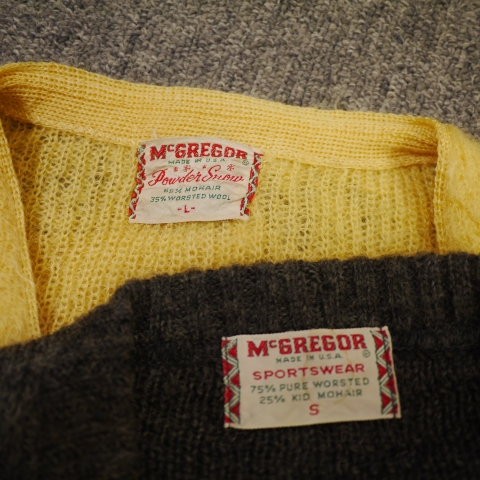 McGREGOR ®
MADE IN U.S.A.
Powder Snow
65% MOHAIR
35% WORSTED WOOL
-L-
McGREGOR ®
MADE IN U.S.A.
SPORTSWEAR
75% PURE WORSTED
25% KID MOHAIR
S